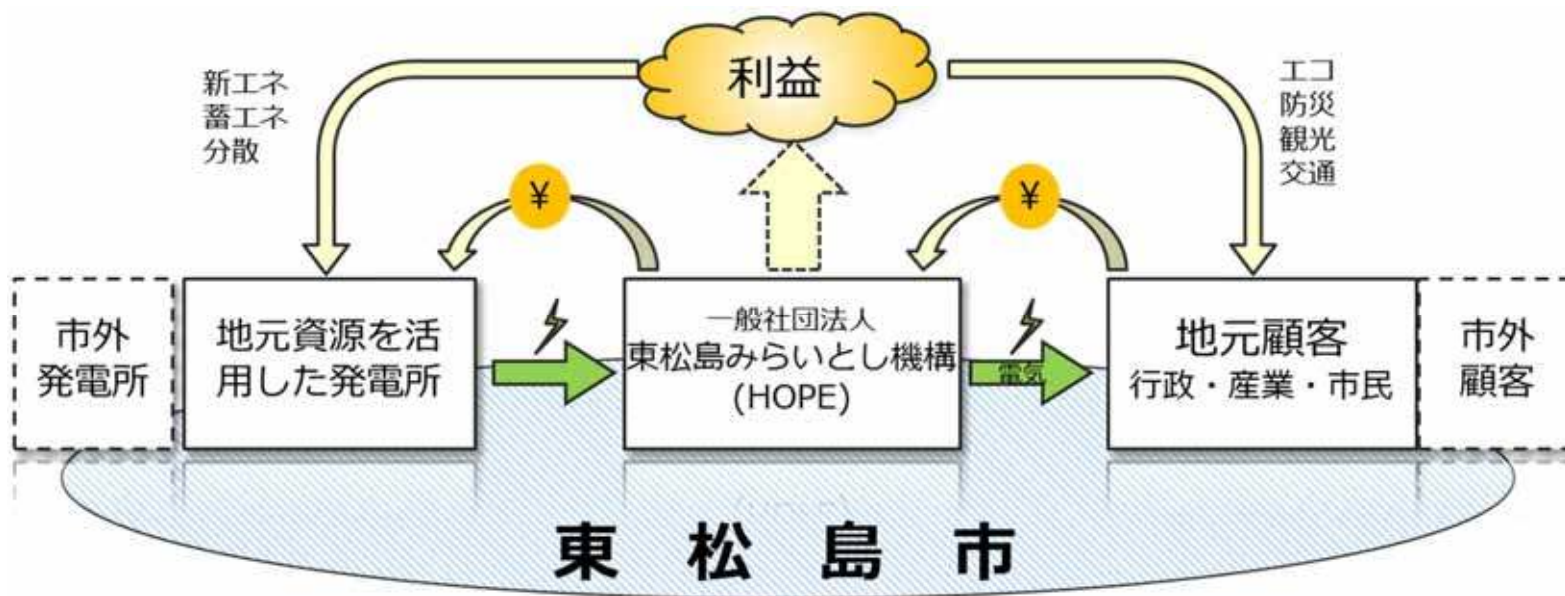 利益
新エネ
蓄エネ
分散
エコ
防災
観光
交通
¥
¥
市外
発電所
地元資源を活
用した発電所
一般社団法人
東松島みらいとし機構
(HOPE)
電気
地元顧客
行政・産業・市民
市外
顧客
東松島市